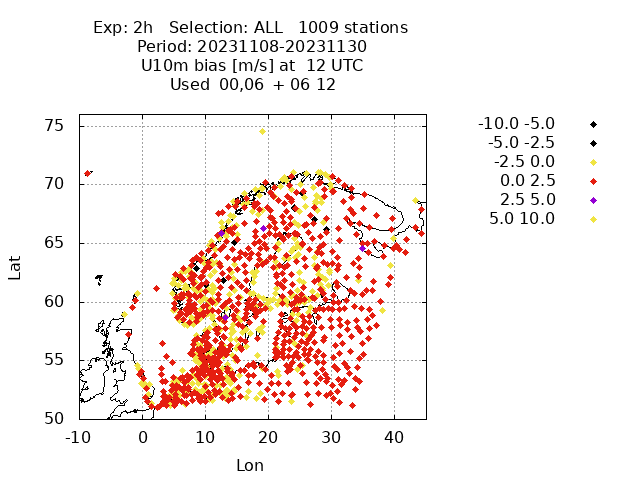 Exp: 2h   Selection: ALL   1009 stations
Period: 20231108-20231130
U10m bias [m/s] at  12 UTC
Used  00,06  + 06 12
-10.0 -5.0
-5.0 -2.5
-2.5 0.0
0.0 2.5
2.5 5.0
5.0 10.0
75
70
65
60
55
50
Lat
-10 0 10 20 30 40
Lon